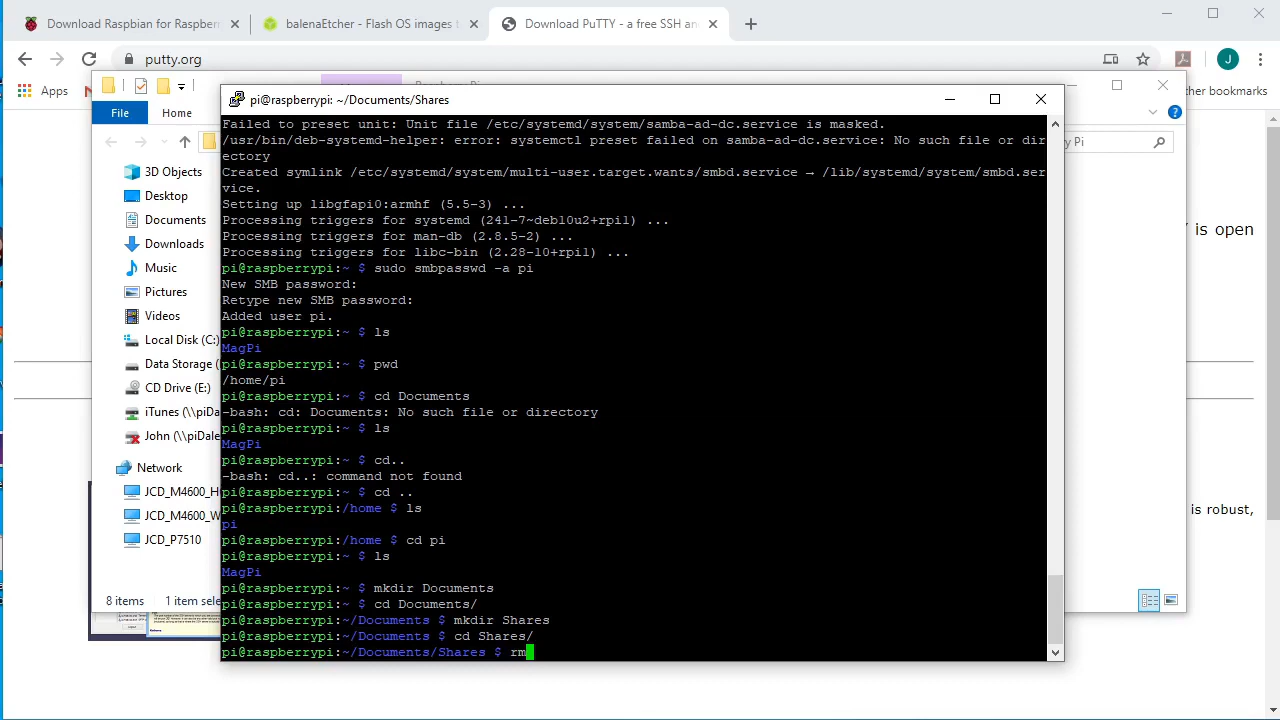 Download Raspbian for Raspberr
balenaEtcher - Flash OS images t
Download PuTTY - a free SSH an
putty.org
J
Apps
her bookmarks
File
Home
pi@raspberrypi: ~/Documents/Shares
Pi
3D Objects
Desktop
Documents
Downloads
Music
Pictures
Videos
Local Disk (C:)
Data Storage (
CD Drive (E:)
iTunes (\\piDale
John (\\piDale
Network
JCD_M4600_H
JCD_M4600_W
JCD_P7510
8 items
1 item sele
Failed to preset unit: Unit file /etc/systemd/system/samba-ad-dc.service is masked.
/usr/bin/deb-systemd-helper: error: systemctl preset failed on samba-ad-dc.service: No such file or dir
ectory
Created symlink /etc/systemd/system/multi-user.target.wants/smbd.service → /lib/systemd/system/smbd.ser
vice.
Setting up libgfapi0:armhf (5.5-3) ...
Processing triggers for systemd (241-7~deb10u2+rpi1) ...
Processing triggers for man-db (2.8.5-2) ...
Processing triggers for libc-bin (2.28-10+rpi1) ...
pi@raspberrypi:~ $ sudo smbpasswd -a pi
New SMB password:
Retype new SMB password:
Added user pi.
pi@raspberrypi:~ $ ls
MagPi
pi@raspberrypi:~ $ pwd
/home/pi
pi@raspberrypi:~ $ cd Documents
-bash: cd: Documents: No such file or directory
pi@raspberrypi:~ $ ls
MagPi
pi@raspberrypi:~ $ cd..
-bash: cd..: command not found
pi@raspberrypi:~ $ cd ..
pi@raspberrypi:/home $ ls
pi
pi@raspberrypi:/home $ cd pi
pi@raspberrypi:~ $ ls
MagPi
pi@raspberrypi:~ $ mkdir Documents
pi@raspberrypi:~ $ cd Documents/
pi@raspberrypi:~/Documents $ mkdir Shares
pi@raspberrypi:~/Documents $ cd Shares/
pi@raspberrypi:~/Documents/Shares $ rm
is open
is robust,